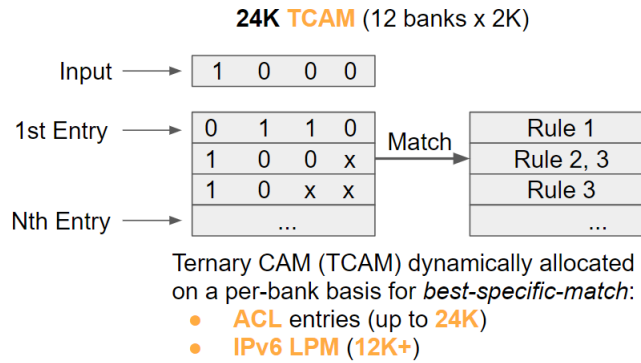 24K TCAM (12 banks x 2K)
Input 1 0 0 0
1st Entry 0 1 1 0 Match Rule 1
1 0 0 x Rule 2, 3
1 0 x x Rule 3
Nth Entry ... ...
Ternary CAM (TCAM) dynamically allocated
on a per-bank basis for best-specific-match:
● ACL entries (up to 24K)
● IPv6 LPM (12K+)